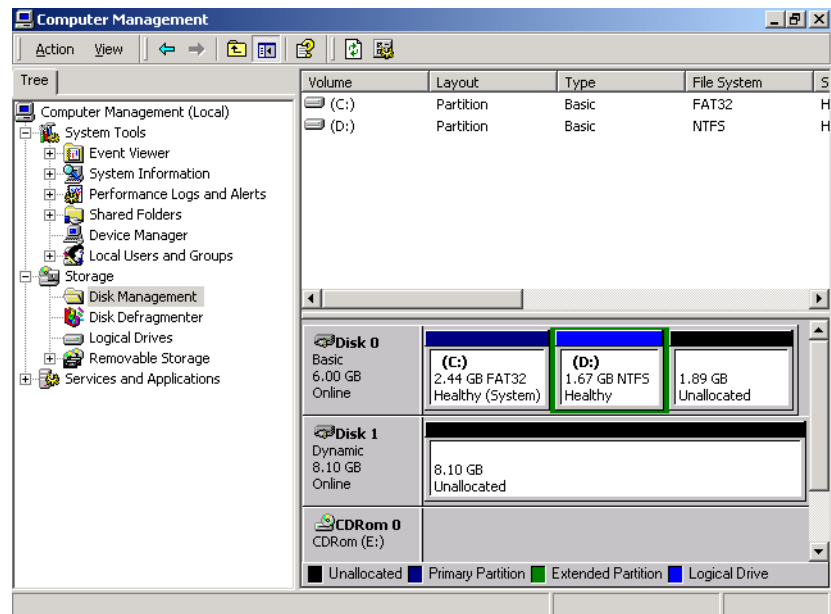 Computer Management
Action View
Tree
Computer Management (Local)
System Tools
Event Viewer
System Information
Performance Logs and Alerts
Shared Folders
Device Manager
Local Users and Groups
Storage
Disk Management
Disk Defragmenter
Logical Drives
Removable Storage
Services and Applications
Volume Layout Type File System S
(C:) Partition Basic FAT32 H
(D:) Partition Basic NTFS H
Disk 0
Basic
6.00 GB
Online
(C:)
2.44 GB FAT32
Healthy (System)
(D:)
1.67 GB NTFS
Healthy
1.89 GB
Unallocated
Disk 1
Dynamic
8.10 GB
Online
8.10 GB
Unallocated
CDRom 0
CDRom (E:)
Unallocated Primary Partition Extended Partition Logical Drive